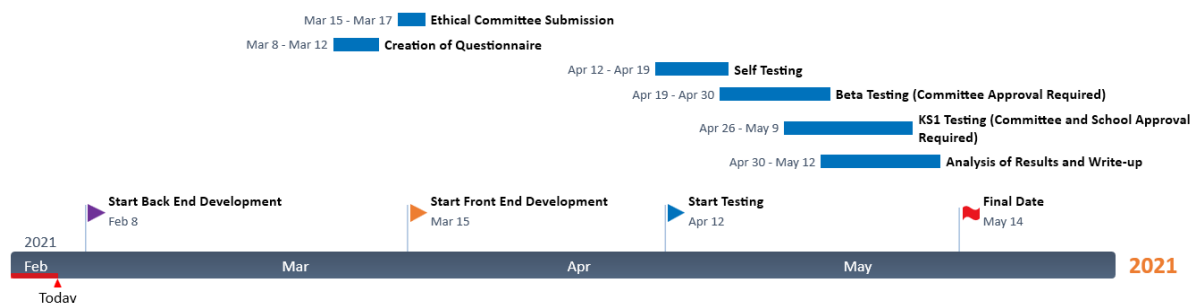 Mar 15 - Mar 17 Ethical Committee Submission
Mar 8 - Mar 12 Creation of Questionnaire
Apr 12 - Apr 19 Self Testing
Apr 19 - Apr 30 Beta Testing (Committee Approval Required)
Apr 26 - May 9 KS1 Testing (Committee and School Approval
Required)
Apr 30 - May 12 Analysis of Results and Write-up
Start Back End Development
Feb 8
Start Front End Development
Mar 15
Start Testing
Apr 12
Final Date
May 14
2021
Feb Mar Apr May 2021
Today